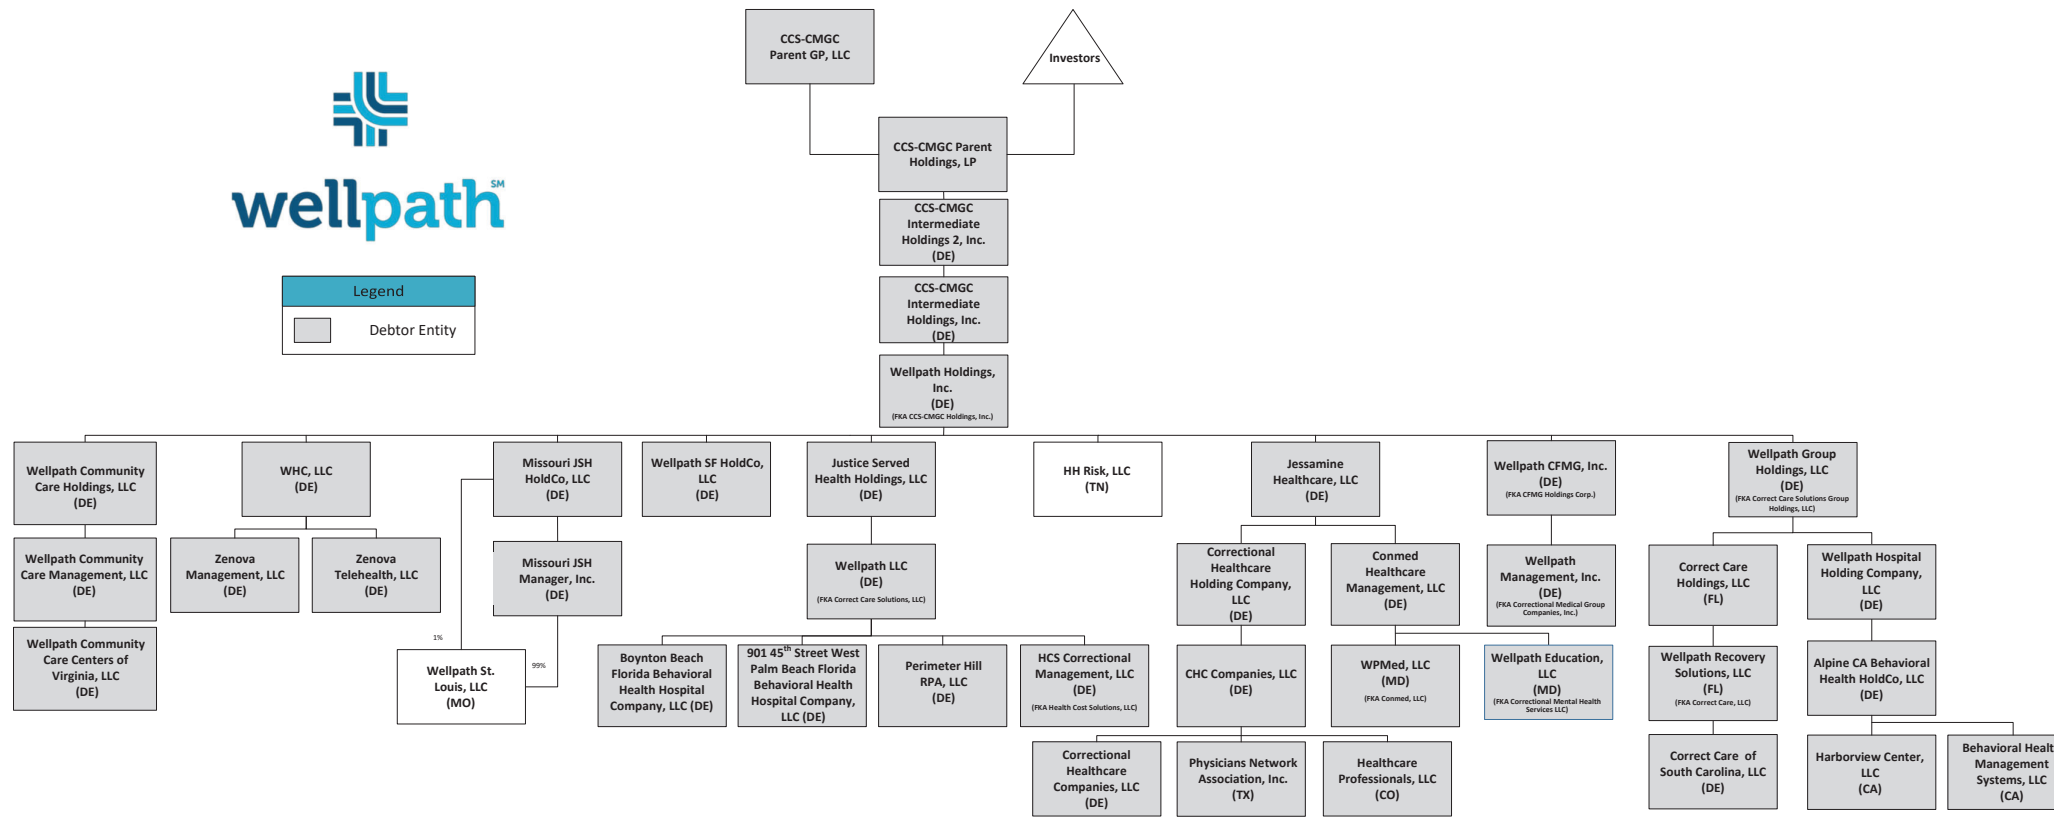 CCS-CMGC
Parent GP, LLC
Investors
CCS-CMGC Parent
Holdings, LP
CCS-CMGC
Intermediate
Holdings 2, Inc.
(DE)
CCS-CMGC
Intermediate
Holdings, Inc.
(DE)
wellpath SM
Legend
Debtor Entity
Wellpath Holdings,
Inc.
(DE)
(FKA CCS-CMGC Holdings, Inc.)
Wellpath Community
Care Holdings, LLC
(DE)
WHC, LLC
(DE)
Missouri JSH
HoldCo, LLC
(DE)
Wellpath SF HoldCo,
LLC
(DE)
Justice Served
Health Holdings, LLC
(DE)
HH Risk, LLC
(TN)
Jessamine
Healthcare, LLC
(DE)
Wellpath CFMG, Inc.
(DE)
(FKA CFMG Holdings Corp.)
Wellpath Group
Holdings, LLC
(DE)
(FKA Correct Care Solutions Group
Holdings, LLC)
Wellpath Community
Care Management, LLC
(DE)
Zenova
Management, LLC
(DE)
Zenova
Telehealth, LLC
(DE)
Missouri JSH
Manager, Inc.
(DE)
Wellpath LLC
(DE)
(FKA Correct Care Solutions, LLC)
Correctional
Healthcare
Holding Company,
LLC
(DE)
Conmed
Healthcare
Management, LLC
(DE)
Wellpath
Management, Inc.
(DE)
(FKA Correctional Medical Group
Companies, Inc.)
Correct Care
Holdings, LLC
(FL)
Wellpath Hospital
Holding Company,
LLC
(DE)
Wellpath Community
Care Centers of
Virginia, LLC
(DE)
1%
Wellpath St.
Louis, LLC
(MO)
99%
Boynton Beach
Florida Behavioral
Health Hospital
Company, LLC (DE)
901 45th Street West
Palm Beach Florida
Behavioral Health
Hospital Company,
LLC (DE)
Perimeter Hill
RPA, LLC
(DE)
HCS Correctional
Management, LLC
(DE)
(FKA Health Cost Solutions, LLC)
CHC Companies, LLC
(DE)
WPMed, LLC
(MD)
(FKA Conmed, LLC)
Wellpath Education,
LLC
(MD)
(FKA Correctional Mental Health
Services LLC)
Wellpath Recovery
Solutions, LLC
(FL)
(FKA Correct Care, LLC)
Alpine CA Behavioral
Health HoldCo, LLC
(DE)
Correctional
Healthcare
Companies, LLC
(DE)
Physicians Network
Association, Inc.
(TX)
Healthcare
Professionals, LLC
(CO)
Correct Care of
South Carolina, LLC
(DE)
Harborview Center,
LLC
(CA)
Behavioral Healt
Management
Systems, LLC
(CA)